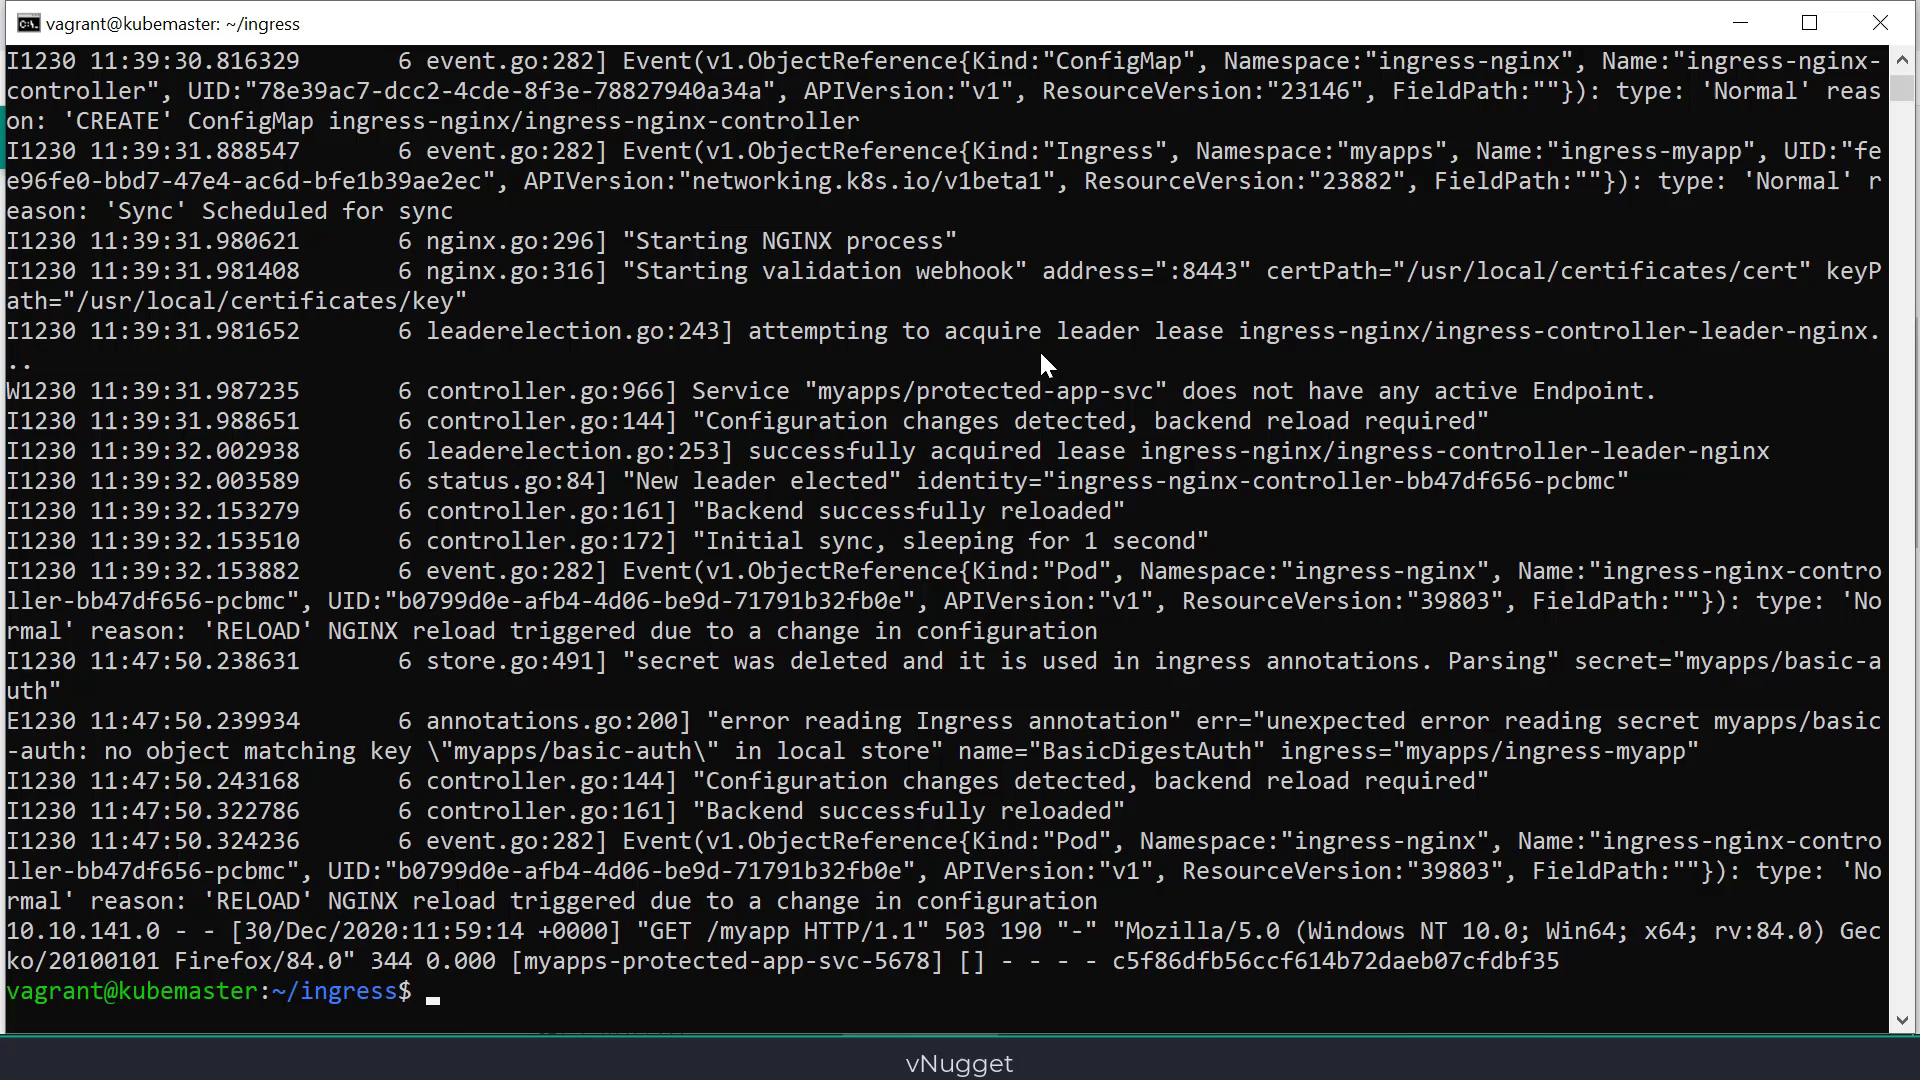 vagrant@kubemaster: ~/ingress
I1230 11:39:30.816329       6 event.go:282] Event(v1.ObjectReference{Kind:"ConfigMap", Namespace:"ingress-nginx", Name:"ingress-nginx-
controller", UID:"78e39ac7-dcc2-4cde-8f3e-78827940a34a", APIVersion:"v1", ResourceVersion:"23146", FieldPath:""}): type: 'Normal' reas
on: 'CREATE' ConfigMap ingress-nginx/ingress-nginx-controller
I1230 11:39:31.888547       6 event.go:282] Event(v1.ObjectReference{Kind:"Ingress", Namespace:"myapps", Name:"ingress-myapp", UID:"fe
e96fe0-bbd7-47e4-ac6d-bfe1b39ae2ec", APIVersion:"networking.k8s.io/v1beta1", ResourceVersion:"23882", FieldPath:""}): type: 'Normal' r
eason: 'Sync' Scheduled for sync
I1230 11:39:31.980621       6 nginx.go:296] "Starting NGINX process"
I1230 11:39:31.981408       6 nginx.go:316] "Starting validation webhook" address=":8443" certPath="/usr/local/certificates/cert" keyP
ath="/usr/local/certificates/key"
I1230 11:39:31.981652       6 leaderelection.go:243] attempting to acquire leader lease ingress-nginx/ingress-controller-leader-nginx.
..
W1230 11:39:31.987235       6 controller.go:966] Service "myapps/protected-app-svc" does not have any active Endpoint.
I1230 11:39:31.988651       6 controller.go:144] "Configuration changes detected, backend reload required"
I1230 11:39:32.002938       6 leaderelection.go:253] successfully acquired lease ingress-nginx/ingress-controller-leader-nginx
I1230 11:39:32.003589       6 status.go:84] "New leader elected" identity="ingress-nginx-controller-bb47df656-pcbmc"
I1230 11:39:32.153279       6 controller.go:161] "Backend successfully reloaded"
I1230 11:39:32.153510       6 controller.go:172] "Initial sync, sleeping for 1 second"
I1230 11:39:32.153882       6 event.go:282] Event(v1.ObjectReference{Kind:"Pod", Namespace:"ingress-nginx", Name:"ingress-nginx-contro
ller-bb47df656-pcbmc", UID:"b0799d0e-afb4-4d06-be9d-71791b32fb0e", APIVersion:"v1", ResourceVersion:"39803", FieldPath:""}): type: 'No
rmal' reason: 'RELOAD' NGINX reload triggered due to a change in configuration
I1230 11:47:50.238631       6 store.go:491] "secret was deleted and it is used in ingress annotations. Parsing" secret="myapps/basic-a
uth"
E1230 11:47:50.239934       6 annotations.go:200] "error reading Ingress annotation" err="unexpected error reading secret myapps/basic
-auth: no object matching key \"myapps/basic-auth\" in local store" name="BasicDigestAuth" ingress="myapps/ingress-myapp"
I1230 11:47:50.243168       6 controller.go:144] "Configuration changes detected, backend reload required"
I1230 11:47:50.322786       6 controller.go:161] "Backend successfully reloaded"
I1230 11:47:50.324236       6 event.go:282] Event(v1.ObjectReference{Kind:"Pod", Namespace:"ingress-nginx", Name:"ingress-nginx-contro
ller-bb47df656-pcbmc", UID:"b0799d0e-afb4-4d06-be9d-71791b32fb0e", APIVersion:"v1", ResourceVersion:"39803", FieldPath:""}): type: 'No
rmal' reason: 'RELOAD' NGINX reload triggered due to a change in configuration
10.10.141.0 - - [30/Dec/2020:11:59:14 +0000] "GET /myapp HTTP/1.1" 503 190 "-" "Mozilla/5.0 (Windows NT 10.0; Win64; x64; rv:84.0) Gec
ko/20100101 Firefox/84.0" 344 0.000 [myapps-protected-app-svc-5678] [] - - - - c5f86dfb56ccf614b72daeb07cfdbf35
vagrant@kubemaster:~/ingress$
vNugget